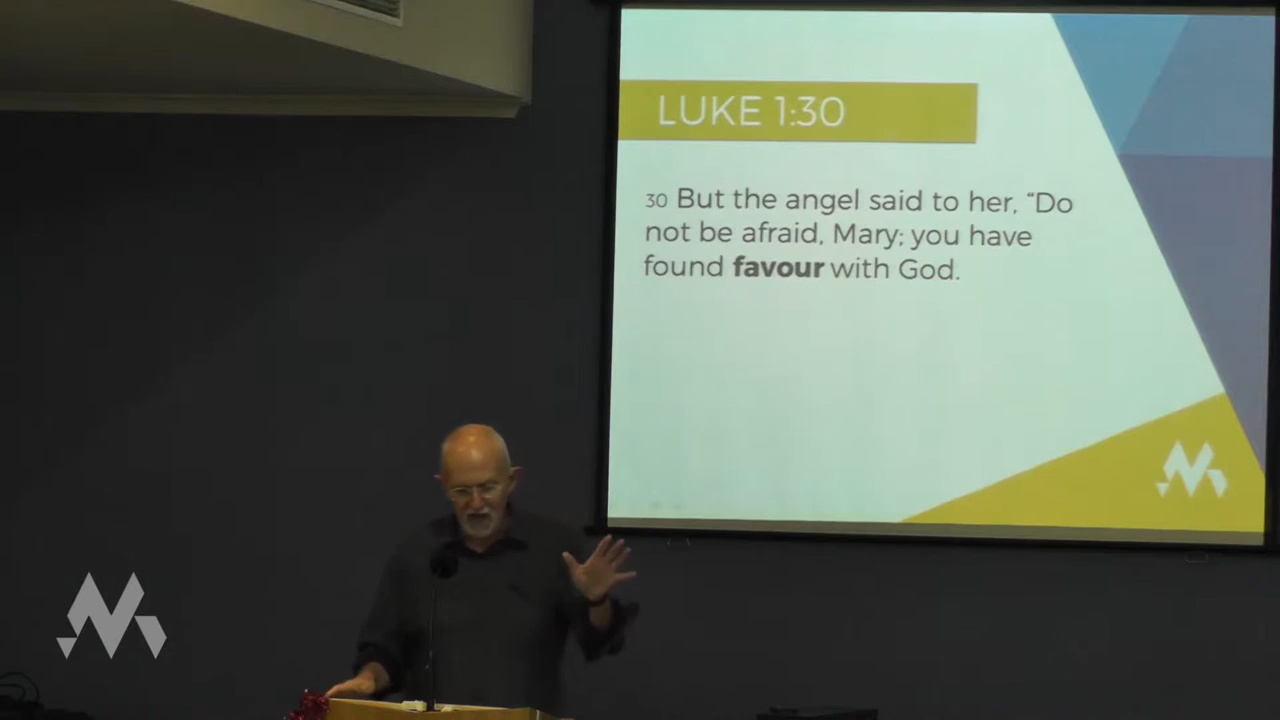 LUKE 1:30
30 But the angel said to her, “Do
not be afraid, Mary; you have
found favour with God.